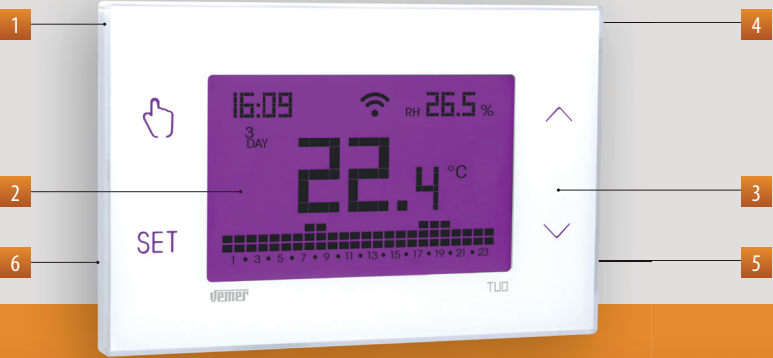 1
4
16:09
RH 26.5 %
3
DAY
22.4 °C
2
3
SET
1 • 3 • 5 • 7 • 9 • 11 • 13 • 15 • 17 • 19 • 21 • 23
6
5
Vemer
TUO